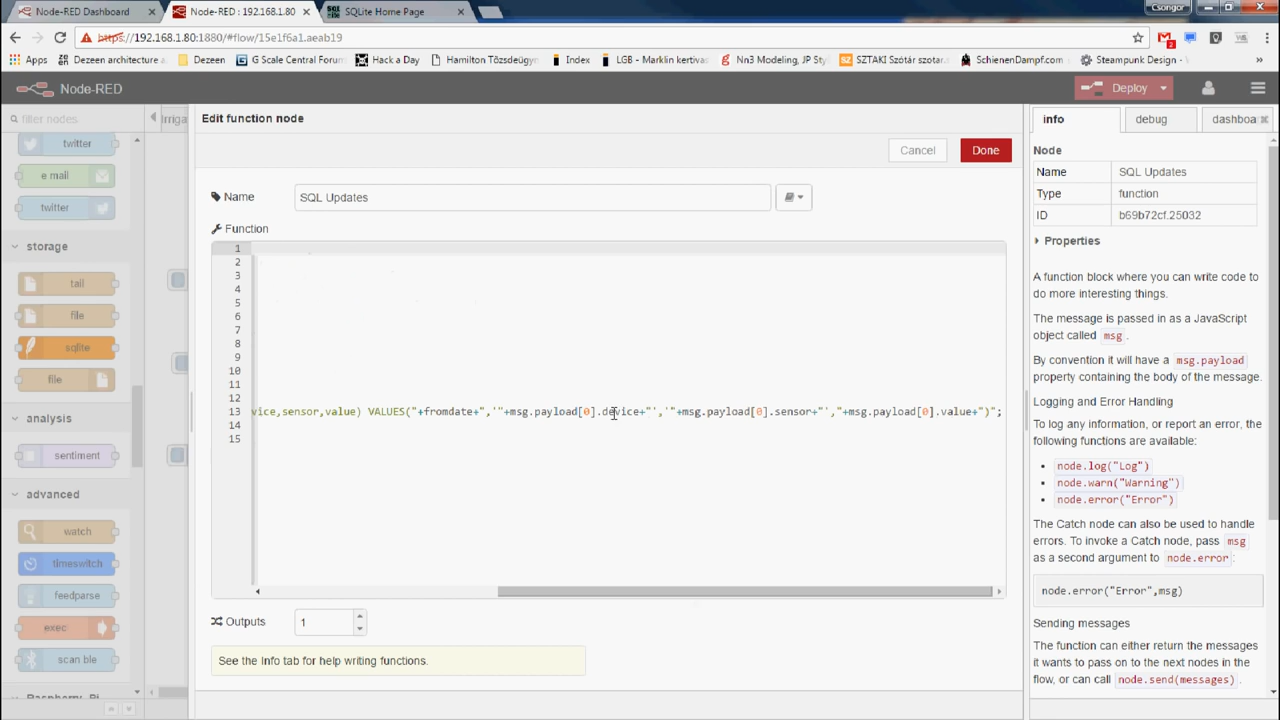 Csongor
Node-RED Dashboard
Node-RED : 192.168.1.80
SQLite Home Page
https://192.168.1.80:1880/#flow/15e1f6a1.aeab19
Apps
Dezeen architecture a
Dezeen
G Scale Central Forum
Hack a Day
Hamilton Tőzsdeügyn
Index
LGB - Marklin kertivas
Nn3 Modeling, JP Styl
SZTAKI Szótár szotar.
SchienenDampf.com -
Steampunk Design -
»
Node-RED
Deploy
filter nodes
Irriga
Edit function node
info
debug
dashboa
twitter
e mail
twitter
storage
tail
file
sqlite
file
analysis
sentiment
advanced
watch
timeswitch
feedparse
exec
scan ble
Raspberry_Pi
Cancel
Done
Name
SQL Updates
Function
1
2
3
4
5
6
7
8
9
10
11
12
13 vice,sensor,value) VALUES("+fromdate+",'"+msg.payload[0].device+"','"+msg.payload[0].sensor+"',"+msg.payload[0].value+")";
14
15
Outputs
1
See the Info tab for help writing functions.
Node
Name SQL Updates
Type function
ID b69b72cf.25032
Properties
A function block where you can write code to
do more interesting things.
The message is passed in as a JavaScript
object called msg .
By convention it will have a msg.payload
property containing the body of the message.
Logging and Error Handling
To log any information, or report an error, the
following functions are available:
• node.log("Log")
• node.warn("Warning")
• node.error("Error")
The Catch node can also be used to handle
errors. To invoke a Catch node, pass msg
as a second argument to node.error :
node.error("Error",msg)
Sending messages
The function can either return the messages
it wants to pass on to the next nodes in the
flow, or can call node.send(messages) .